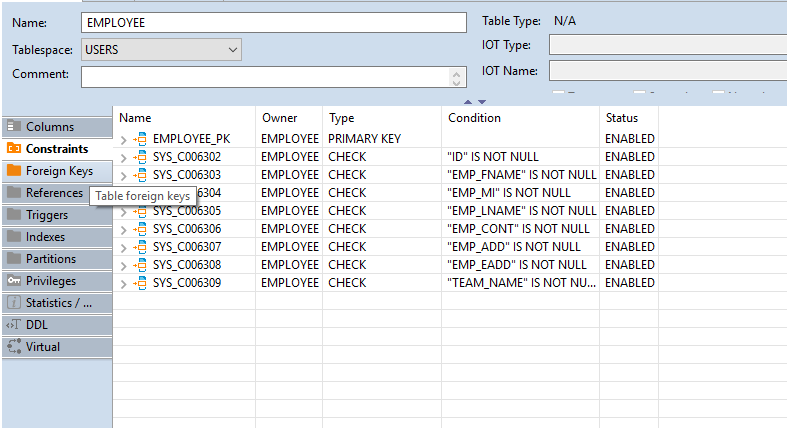 Name: EMPLOYEE
Table Type: N/A
Tablespace: USERS
IOT Type:
Comment:
IOT Name:
Name Owner Type Condition Status
Columns
Constraints
Foreign Keys
References
Triggers
Indexes
Partitions
Privileges
Statistics / ...
DDL
Virtual
Table foreign keys
EMPLOYEE_PK EMPLOYEE PRIMARY KEY ENABLED
SYS_C006302 EMPLOYEE CHECK "ID" IS NOT NULL ENABLED
SYS_C006303 EMPLOYEE CHECK "EMP_FNAME" IS NOT NULL ENABLED
6304 EMPLOYEE CHECK "EMP_MI" IS NOT NULL ENABLED
SYS_C006305 EMPLOYEE CHECK "EMP_LNAME" IS NOT NULL ENABLED
SYS_C006306 EMPLOYEE CHECK "EMP_CONT" IS NOT NULL ENABLED
SYS_C006307 EMPLOYEE CHECK "EMP_ADD" IS NOT NULL ENABLED
SYS_C006308 EMPLOYEE CHECK "EMP_EADD" IS NOT NULL ENABLED
SYS_C006309 EMPLOYEE CHECK "TEAM_NAME" IS NOT NU... ENABLED